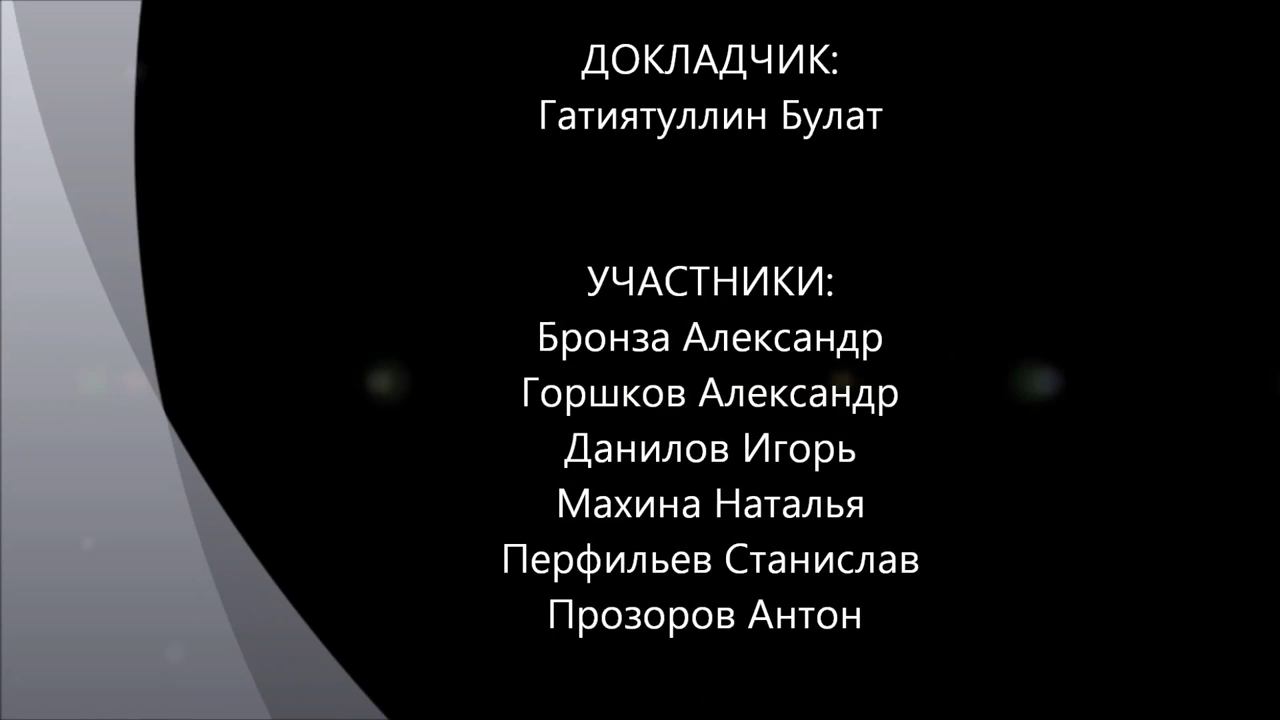 ДОКЛАДЧИК:
Гатиятуллин Булат
УЧАСТНИКИ:
Бронза Александр
Горшков Александр
Данилов Игорь
Махина Наталья
Перфильев Станислав
Прозоров Антон